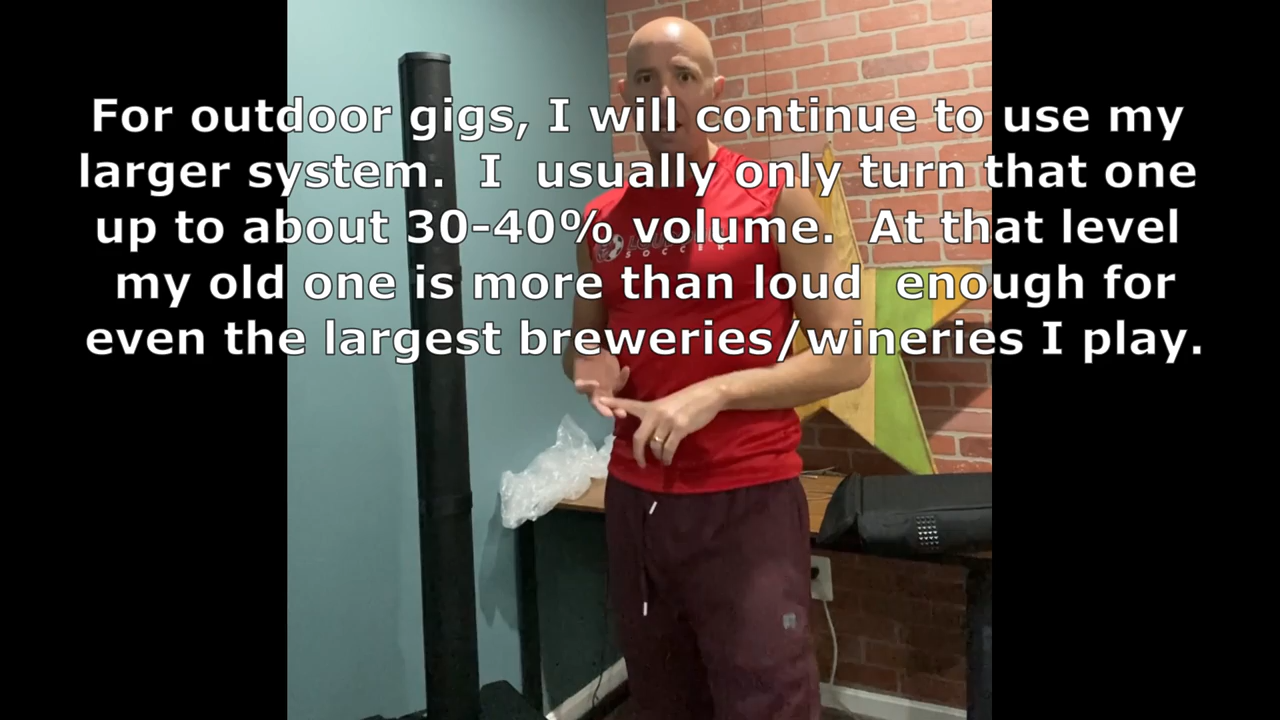 For outdoor gigs, I will continue to use my
larger system. I usually only turn that one
up to about 30-40% volume. At that level
my old one is more than loud enough for
even the largest breweries/wineries I play.
SOCCER